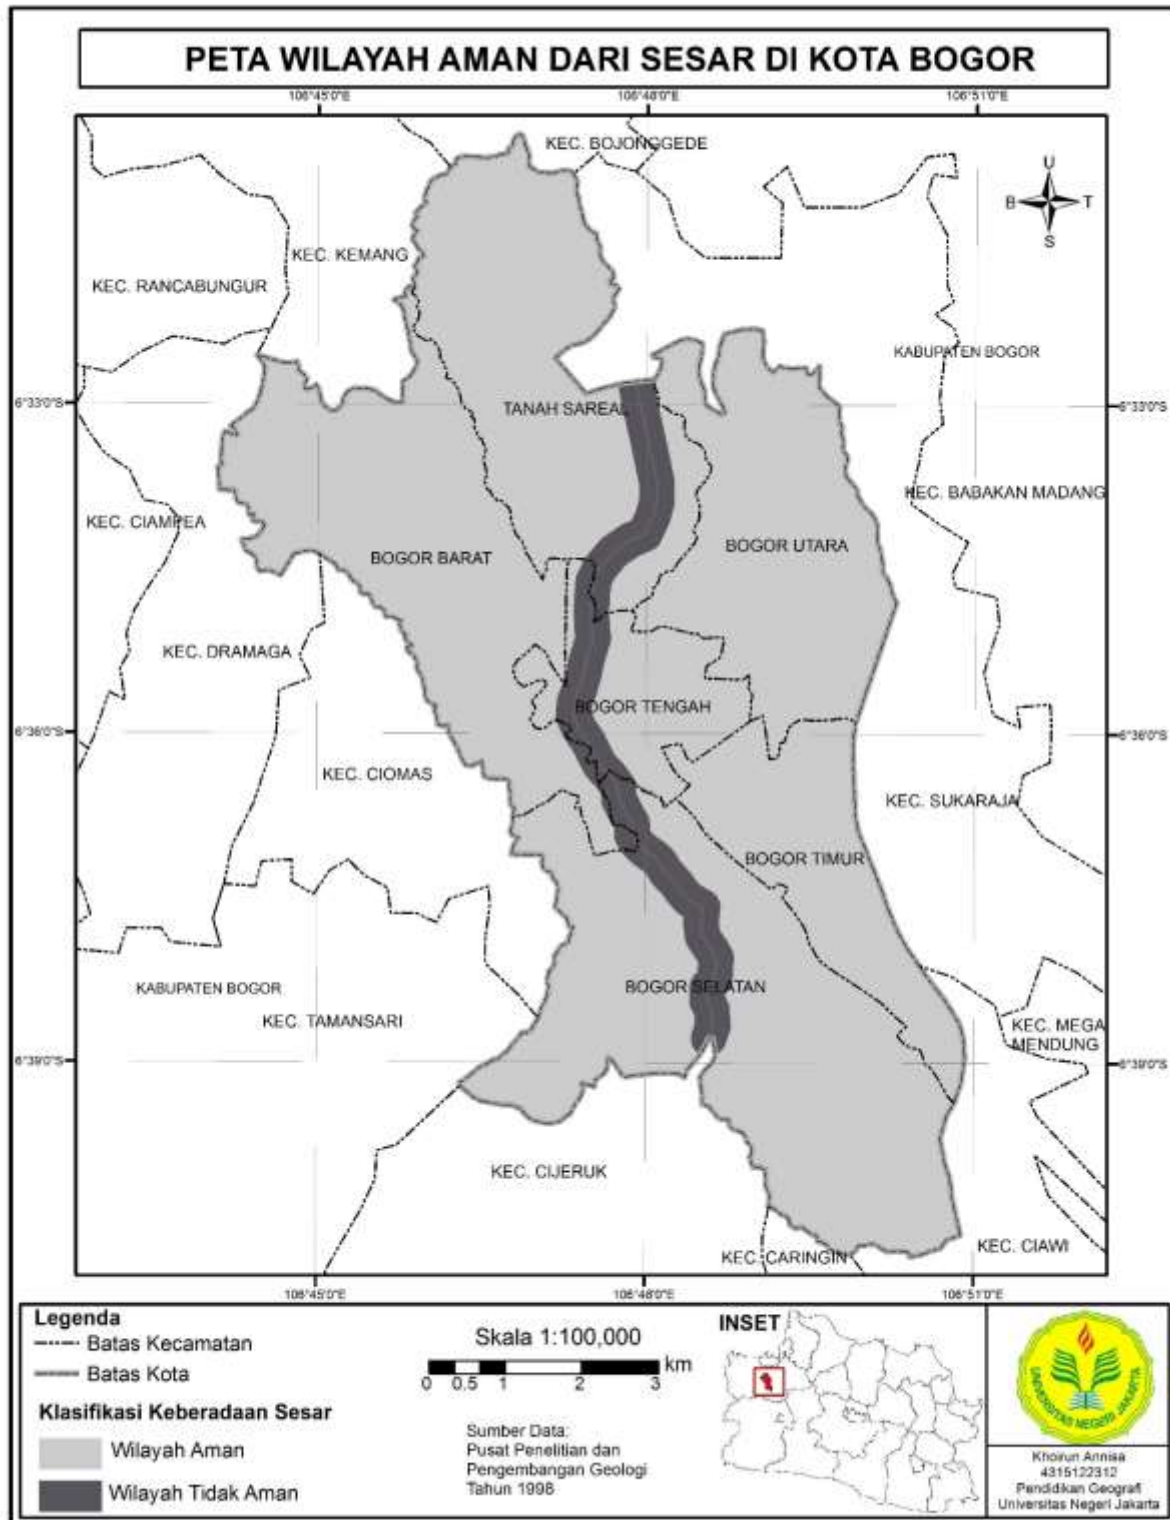 PETA WILAYAH AMAN DARI SESAR DI KOTA BOGOR
106°45'0"E
106°48'0"E
106°51'0"E
KEC. BOJONGGEDE
U
B
T
S
KEC. KEMANG
KEC. RANCABUNGUR
KABUPATEN BOGOR
6°33'0"S
TANAH SAREAL
6°33'0"S
KEC. BABAKAN MADANG
KEC. CIAMPEA
BOGOR BARAT
BOGOR UTARA
KEC. DRAMAGA
BOGOR TENGAH
6°36'0"S
6°36'0"S
KEC. CIOMAS
KEC. SUKARAJA
BOGOR TIMUR
KABUPATEN BOGOR
BOGOR SELATAN
KEC. TAMANSARI
KEC. MEGA
MENDUNG
6°39'0"S
6°39'0"S
KEC. CIJERUK
KEC. CARINGIN
KEC. CIAWI
106°45'0"E
106°48'0"E
106°51'0"E
Legenda
Batas Kecamatan
Batas Kota
Klasifikasi Keberadaan Sesar
Wilayah Aman
Wilayah Tidak Aman
Skala 1:100,000
km
0 0.5 1 2 3
Sumber Data:
Pusat Penelitian dan
Pengembangan Geologi
Tahun 1998
INSET
UNIVERSITAS NEGERI JAKARTA
Khoirun Annisa
4315122312
Pendidikan Geografi
Universitas Negeri Jakarta